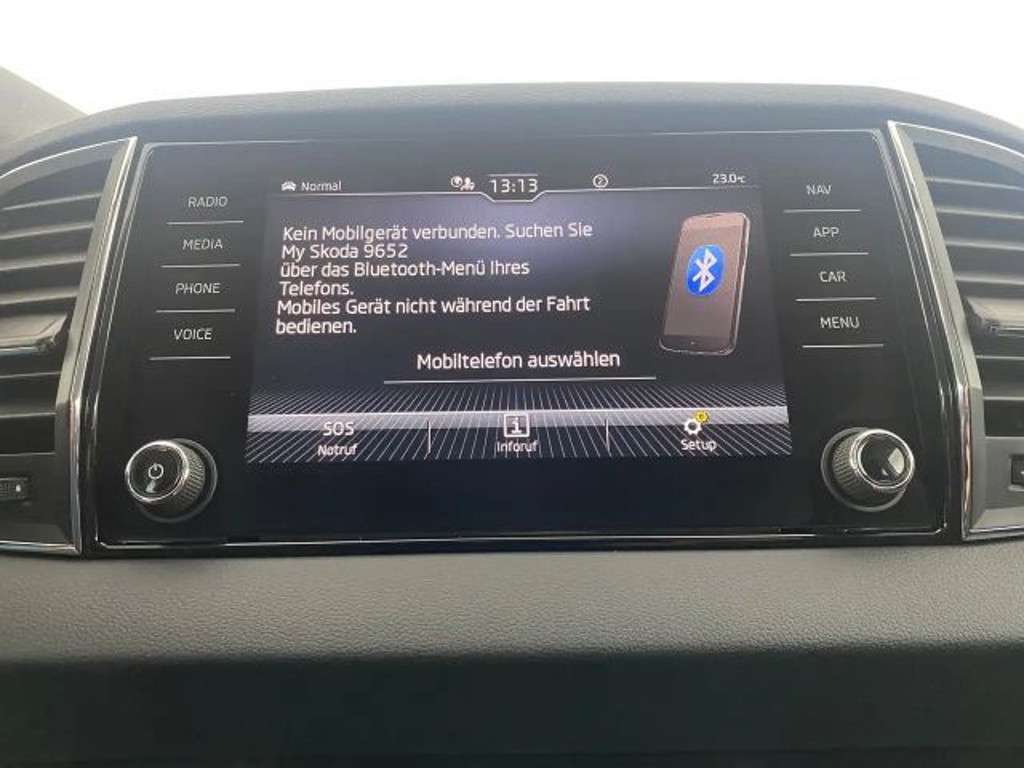 Normal
13:13
2
23.0°C
RADIO
MEDIA
PHONE
VOICE
Kein Mobilgerät verbunden. Suchen Sie
My Skoda 9652
über das Bluetooth-Menü Ihres
Telefons.
Mobiles Gerät nicht während der Fahrt
bedienen.
Mobiltelefon auswählen
SOS
Notruf
i
Inforuf
Setup
NAV
APP
CAR
MENU